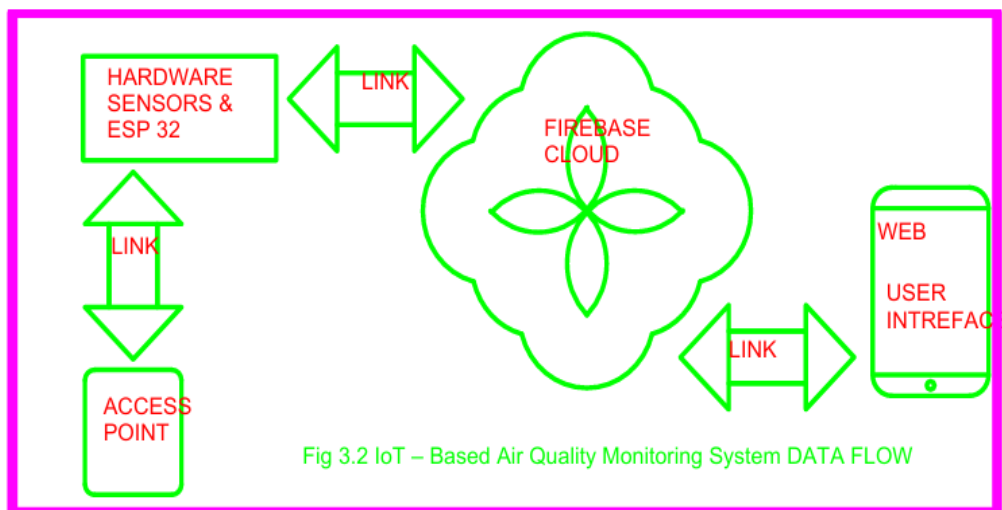 HARDWARE
SENSORS &
ESP 32
LINK
FIREBASE
CLOUD
LINK
WEB
USER
INTREFAC
LINK
ACCESS
POINT
Fig 3.2 IoT – Based Air Quality Monitoring System DATA FLOW